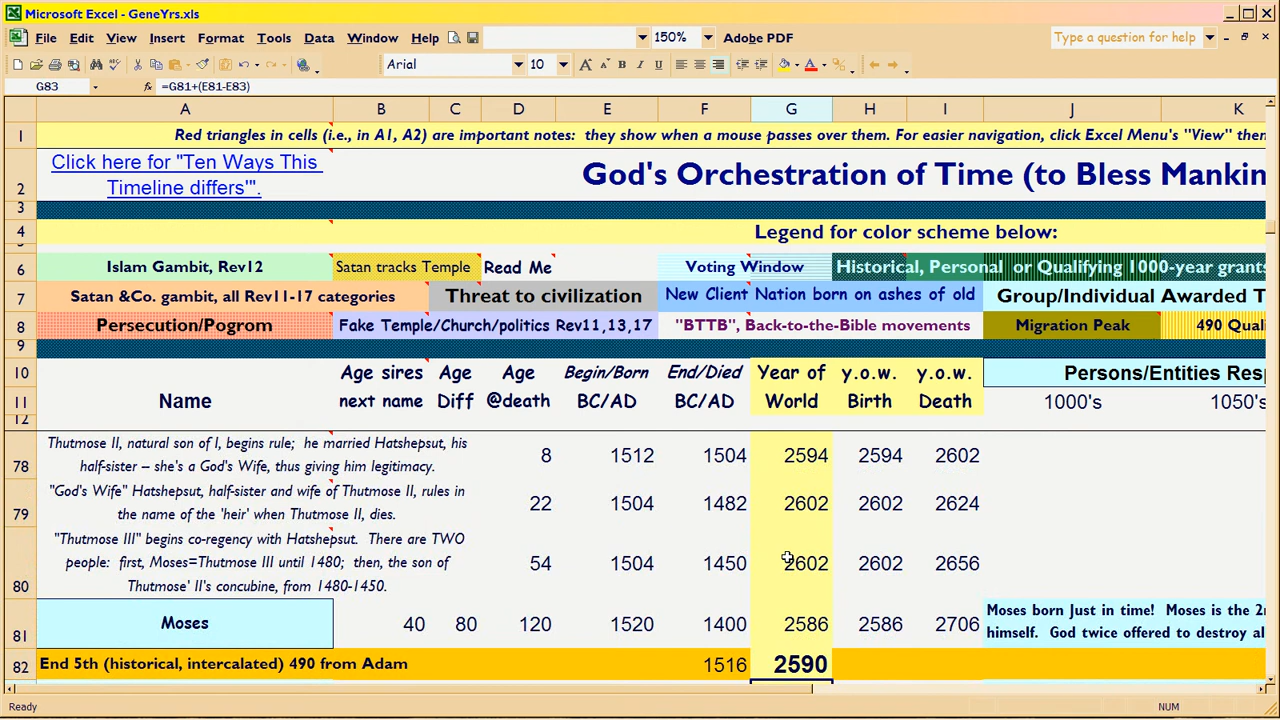 Microsoft Excel - GeneYrs.xls
File Edit View Insert Format Tools Data Window Help 150% Adobe PDF Type a question for help
Arial 10 A A B I U
G83 fx =G81+(E81-E83)
A B C D E F G H I J K
1 Red triangles in cells (i.e., in A1, A2) are important notes: they show when a mouse passes over them. For easier navigation, click Excel Menu's "View" then
2 Click here for "Ten Ways This Timeline differs'". God's Orchestration of Time (to Bless Mankin
3
4 Legend for color scheme below:
6 Islam Gambit, Rev12 Satan tracks Temple Read Me Voting Window Historical, Personal or Qualifying 1000-year grants
7 Satan &Co. gambit, all Rev11-17 categories Threat to civilization New Client Nation born on ashes of old Group/Individual Awarded T
8 Persecution/Pogrom Fake Temple/Church/politics Rev11,13,17 "BTTB", Back-to-the-Bible movements Migration Peak 490 Quali
9
10 Age sires Age Age Begin/Born End/Died Year of y.o.w. y.o.w. Persons/Entities Resp
11 Name next name Diff @death BC/AD BC/AD World Birth Death 1000's 1050's
12
78 Thutmose II, natural son of I, begins rule; he married Hatshepsut, his half-sister – she's a God's Wife, thus giving him legitimacy. 8 1512 1504 2594 2594 2602
79 "God's Wife" Hatshepsut, half-sister and wife of Thutmose II, rules in the name of the 'heir' when Thutmose II, dies. 22 1504 1482 2602 2602 2624
80 "Thutmose III" begins co-regency with Hatshepsut. There are TWO people: first, Moses=Thutmose III until 1480; then, the son of Thutmose' II's concubine, from 1480-1450. 54 1504 1450 2602 2602 2656
81 Moses 40 80 120 1520 1400 2586 2586 2706 Moses born Just in time! Moses is the 2n himself. God twice offered to destroy al
82 End 5th (historical, intercalated) 490 from Adam 1516 2590
Ready NUM